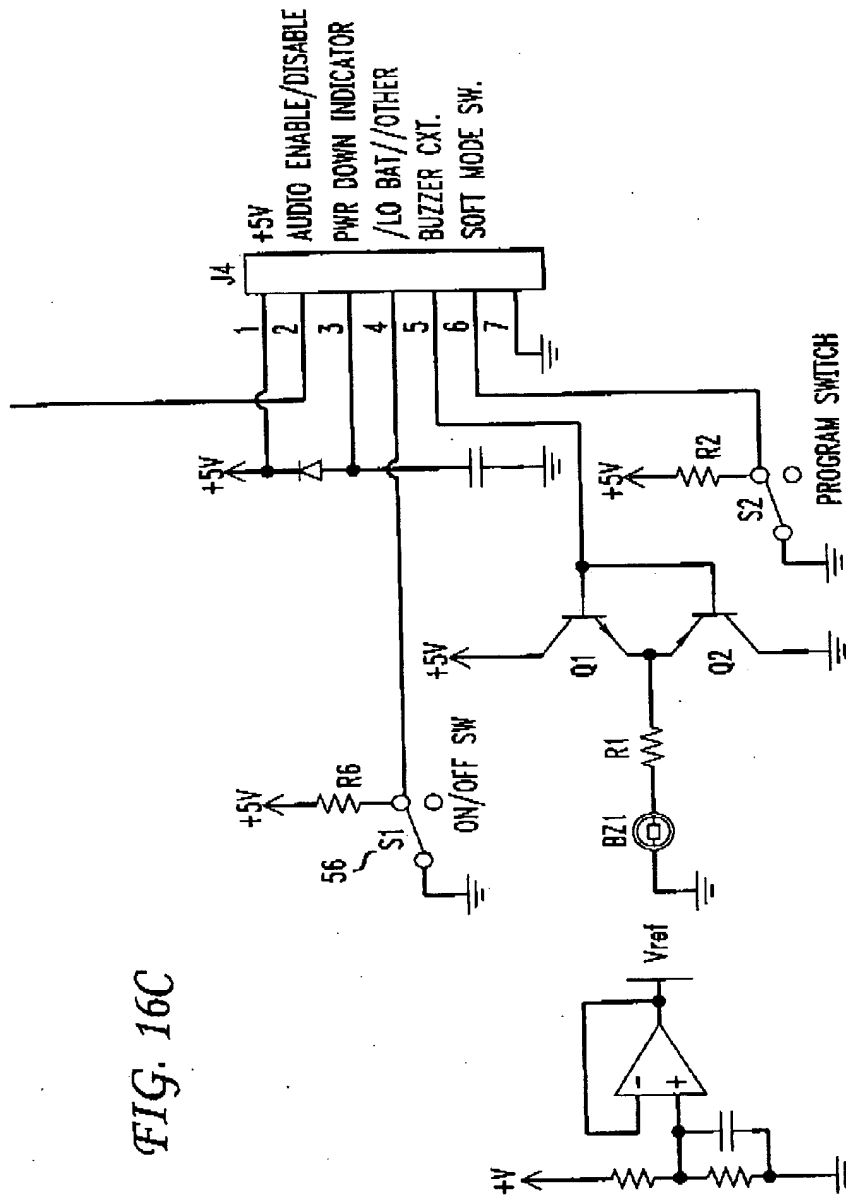 FIG. 16C
J4
+5V
AUDIO ENABLE/DISABLE
PWR DOWN INDICATOR
/LO BAT//OTHER
BUZZER CXT.
SOFT MODE SW.
1
2
3
4
5
6
7
+5V
+5V
R6
56
S1
ON/OFF SW
+5V
Q1
Q2
R1
BZ1
+5V
R2
S2
PROGRAM SWITCH
+V
-
+
Vref